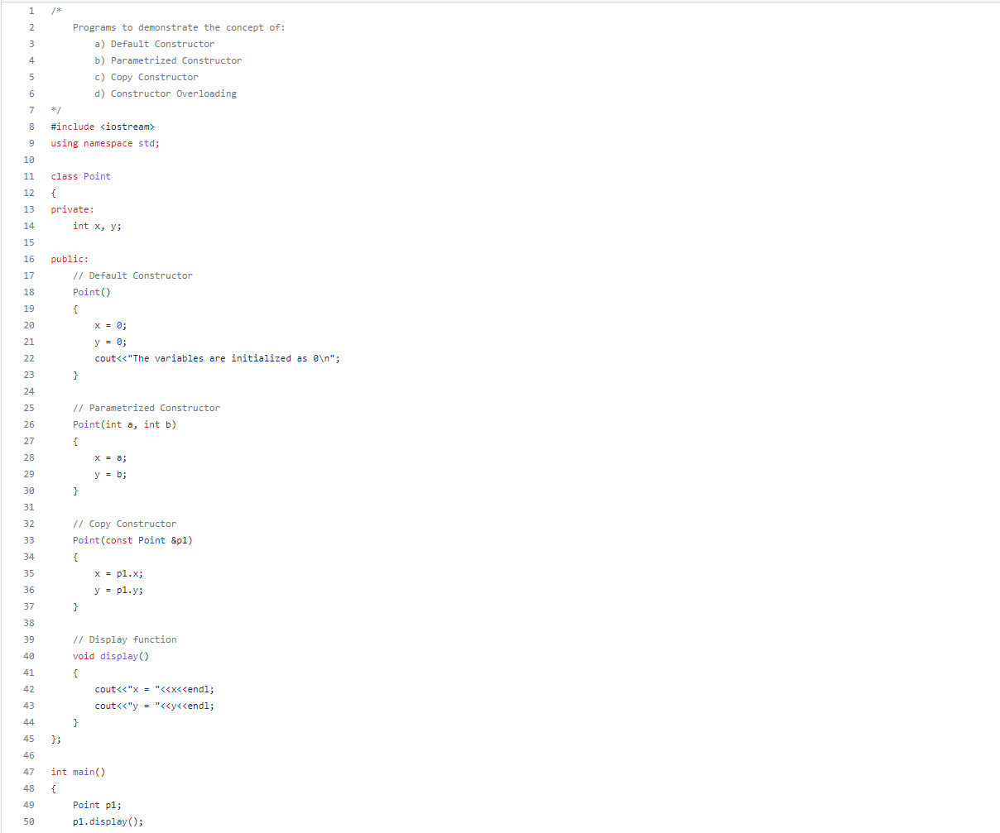 1 /*
2     Programs to demonstrate the concept of:
3         a) Default Constructor
4         b) Parametrized Constructor
5         c) Copy Constructor
6         d) Constructor Overloading
7 */
8 #include <iostream>
9 using namespace std;
10
11 class Point
12 {
13 private:
14     int x, y;
15
16 public:
17     // Default Constructor
18     Point()
19     {
20         x = 0;
21         y = 0;
22         cout<<"The variables are initialized as 0\n";
23     }
24
25     // Parametrized Constructor
26     Point(int a, int b)
27     {
28         x = a;
29         y = b;
30     }
31
32     // Copy Constructor
33     Point(const Point &p1)
34     {
35         x = p1.x;
36         y = p1.y;
37     }
38
39     // Display function
40     void display()
41     {
42         cout<<"x = "<<x<<endl;
43         cout<<"y = "<<y<<endl;
44     }
45 };
46
47 int main()
48 {
49     Point p1;
50     p1.display();